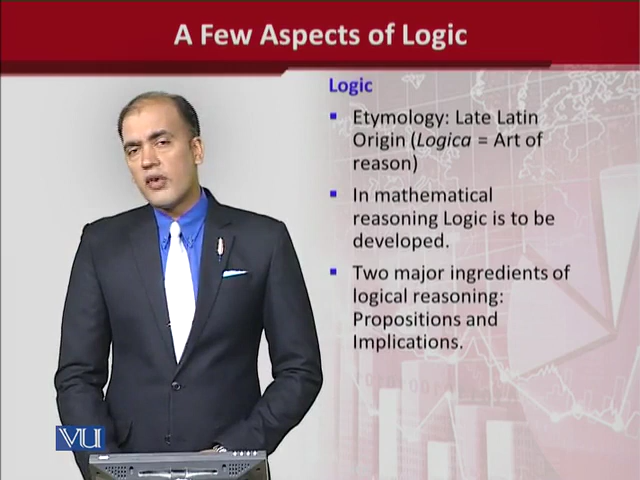 A Few Aspects of Logic
Logic
Etymology: Late Latin
Origin (Logica = Art of
reason)
In mathematical
reasoning Logic is to be
developed.
Two major ingredients of
logical reasoning:
Propositions and
Implications.
VU